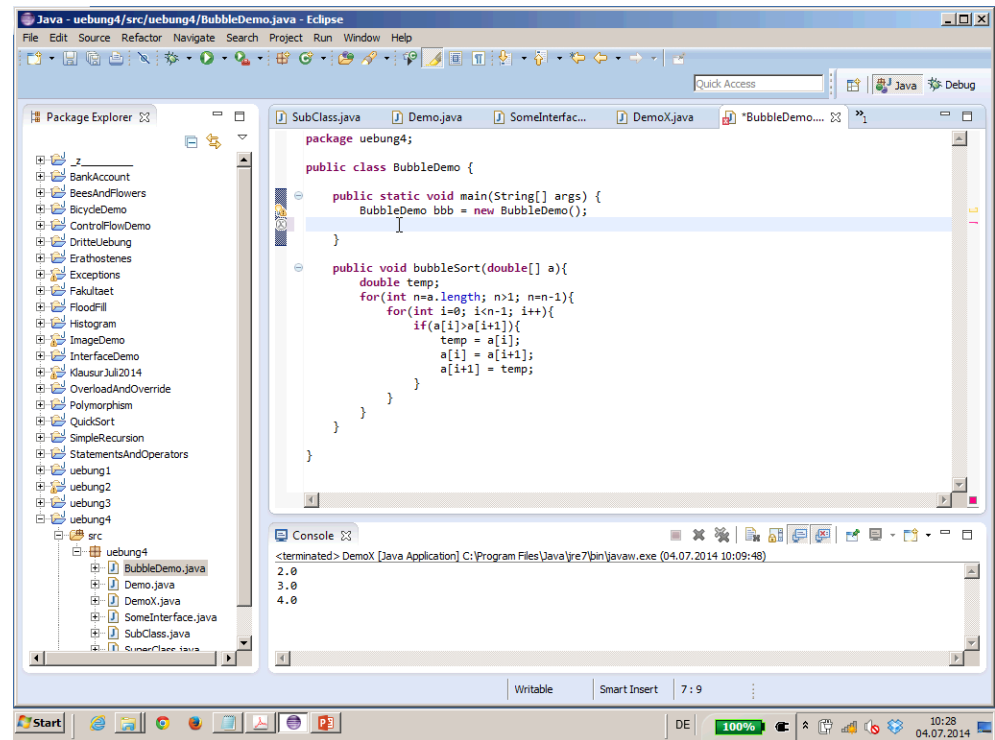 Java - uebung4/src/uebung4/BubbleDemo.java - Eclipse
File Edit Source Refactor Navigate Search Project Run Window Help
Quick Access
Java
Debug
Package Explorer
_z_________
BankAccount
BeesAndFlowers
BicycleDemo
ControlFlowDemo
DritteUebung
Erathostenes
Exceptions
Fakultaet
FloodFill
Histogram
ImageDemo
InterfaceDemo
KlausurJuli2014
OverloadAndOverride
Polymorphism
QuickSort
SimpleRecursion
StatementsAndOperators
uebung1
uebung2
uebung3
uebung4
src
uebung4
BubbleDemo.java
Demo.java
DemoX.java
SomeInterface.java
SubClass.java
SuperClass.java
SubClass.java Demo.java SomeInterfac... DemoX.java *BubbleDemo.... »1
package uebung4;
public class BubbleDemo {
public static void main(String[] args) {
BubbleDemo bbb = new BubbleDemo();
}
public void bubbleSort(double[] a){
double temp;
for(int n=a.length; n>1; n=n-1){
for(int i=0; i<n-1; i++){
if(a[i]>a[i+1]){
temp = a[i];
a[i] = a[i+1];
a[i+1] = temp;
}
}
}
}
}
Console
<terminated> DemoX [Java Application] C:\Program Files\Java\jre7\bin\javaw.exe (04.07.2014 10:09:48)
2.0
3.0
4.0
Writable Smart Insert 7 : 9
Start
DE 100% 10:28
04.07.2014